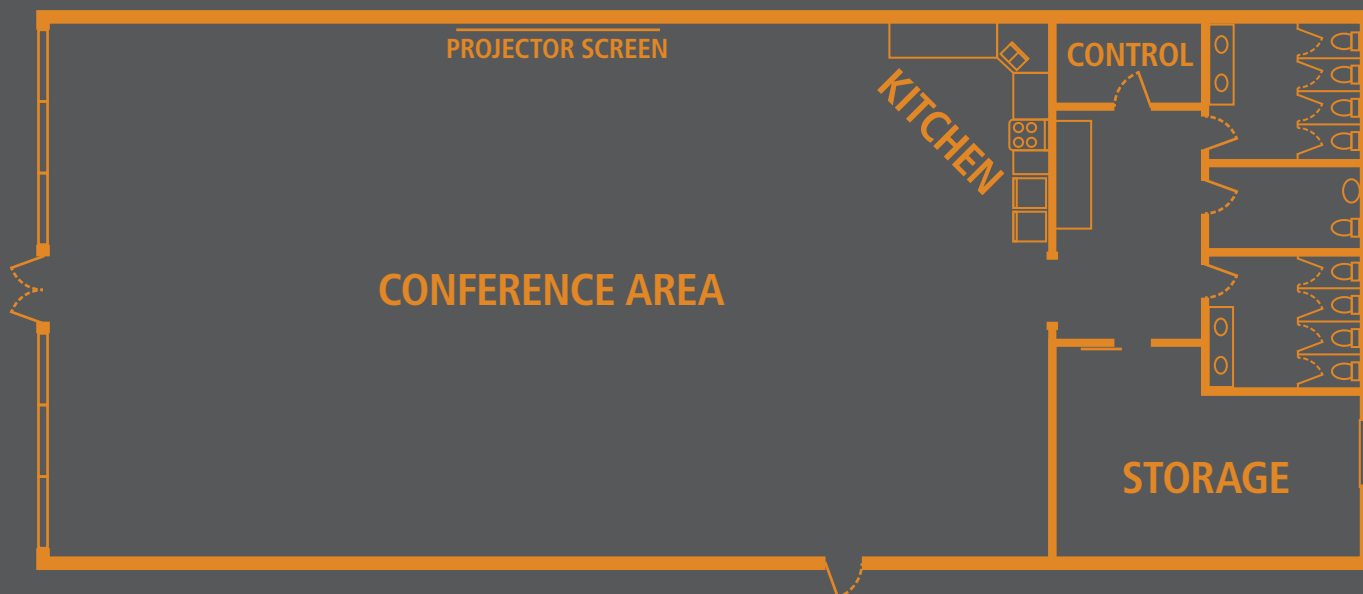 PROJECTOR SCREEN
CONTROL
KITCHEN
CONFERENCE AREA
STORAGE